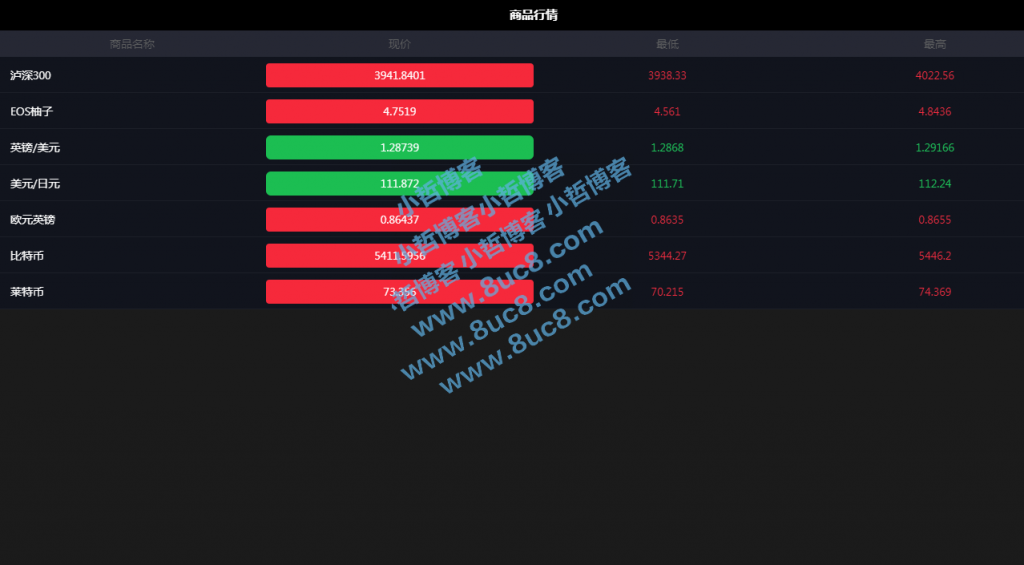 商品行情
商品名称 现价 最低 最高
泸深300 3941.8401 3938.33 4022.56
EOS柚子 4.7519 4.561 4.8436
英镑/美元 1.28739 1.2868 1.29166
美元/日元 111.872 111.71 112.24
欧元英镑 0.86437 0.8635 0.8655
比特币 5411.5956 5344.27 5446.2
莱特币 73.356 70.215 74.369
小哲博客
小哲博客小哲博客
哲博客小哲博客小哲博客
www.8uc8.com
www.8uc8.com
www.8uc8.com